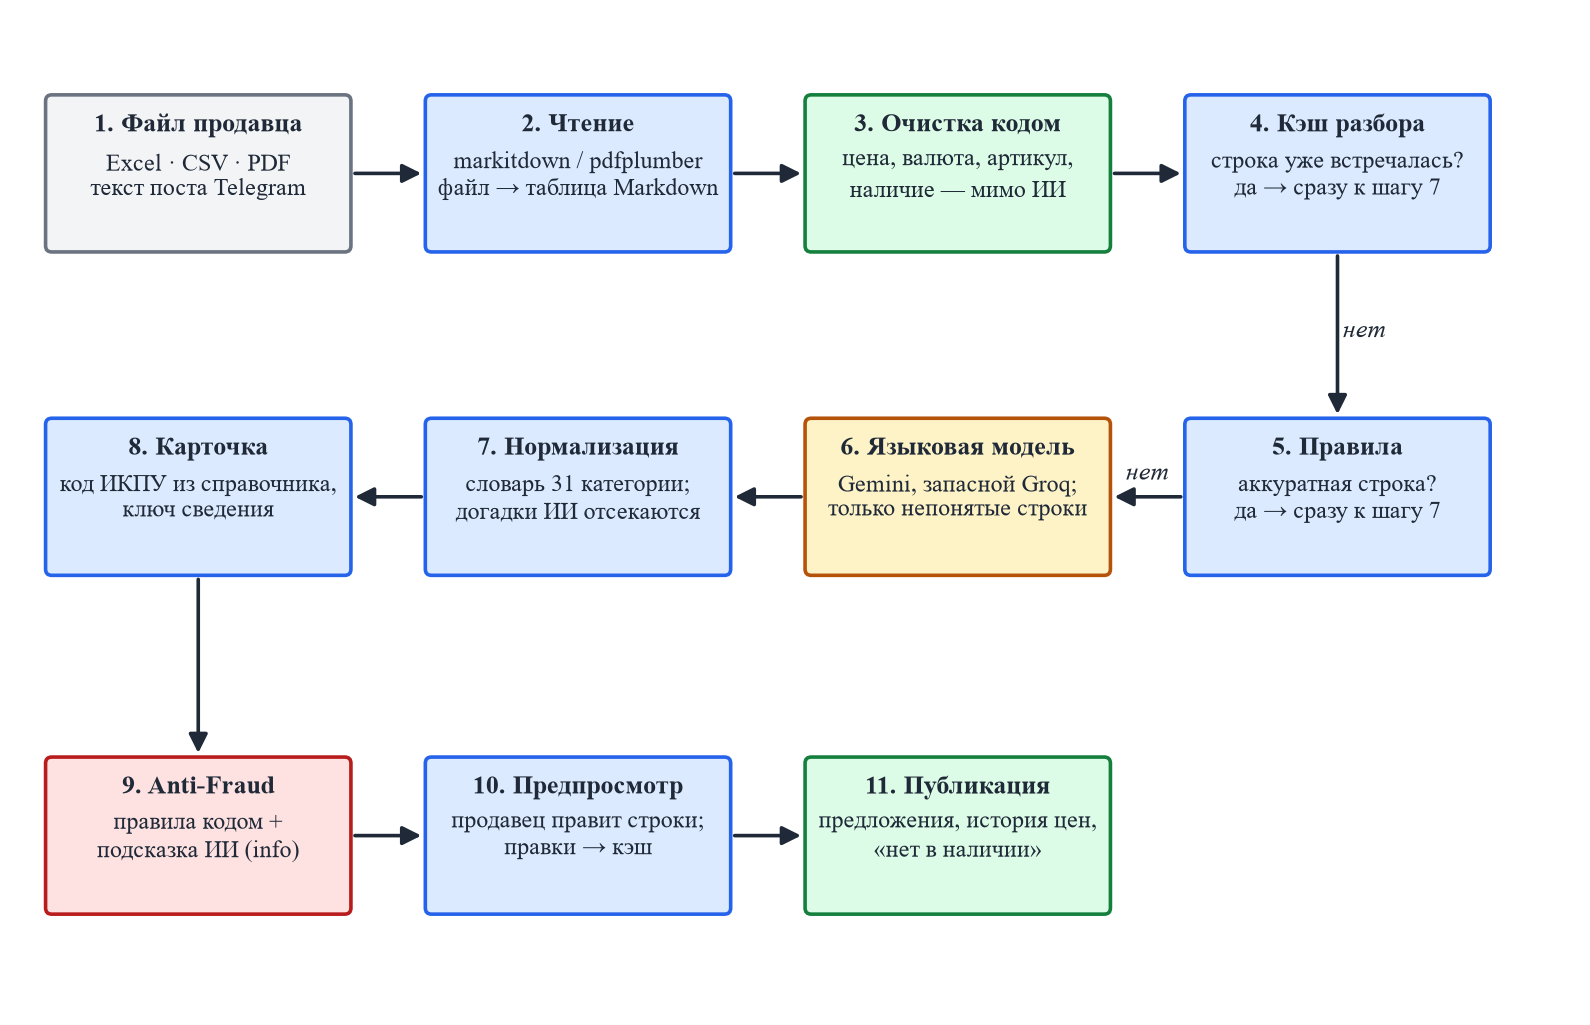 1. Файл продавца
Excel · CSV · PDF
текст поста Telegram
2. Чтение
markitdown / pdfplumber
файл → таблица Markdown
3. Очистка кодом
цена, валюта, артикул,
наличие — мимо ИИ
4. Кэш разбора
строка уже встречалась?
да → сразу к шагу 7
нет
5. Правила
аккуратная строка?
да → сразу к шагу 7
нет
6. Языковая модель
Gemini, запасной Groq;
только непонятые строки
7. Нормализация
словарь 31 категории;
догадки ИИ отсекаются
8. Карточка
код ИКПУ из справочника,
ключ сведения
9. Anti-Fraud
правила кодом +
подсказка ИИ (info)
10. Предпросмотр
продавец правит строки;
правки → кэш
11. Публикация
предложения, история цен,
«нет в наличии»